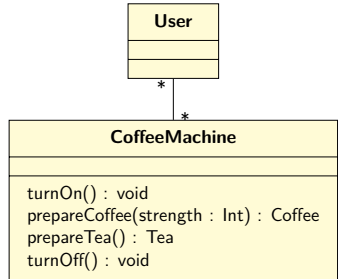 User
*
*
CoffeeMachine
turnOn() : void
prepareCoffee(strength : Int) : Coffee
prepareTea() : Tea
turnOff() : void